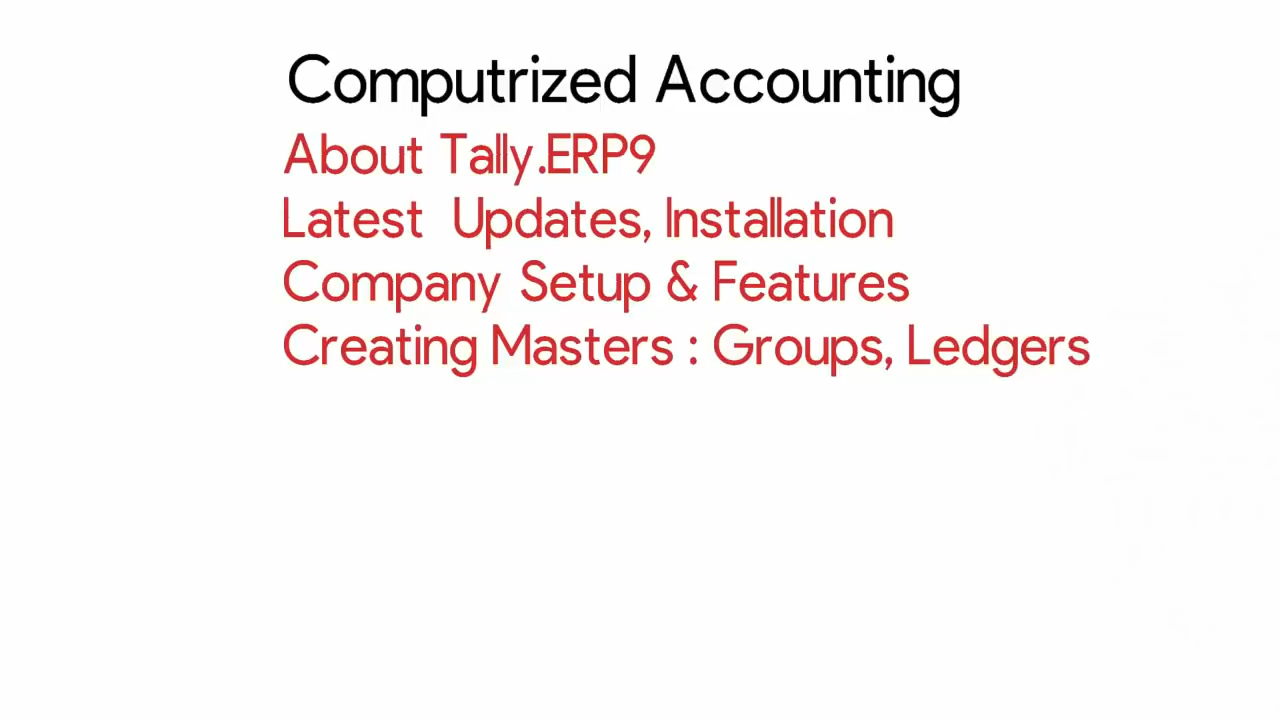 Computrized Accounting
About Tally.ERP9
Latest Updates, Installation
Company Setup & Features
Creating Masters : Groups, Ledgers